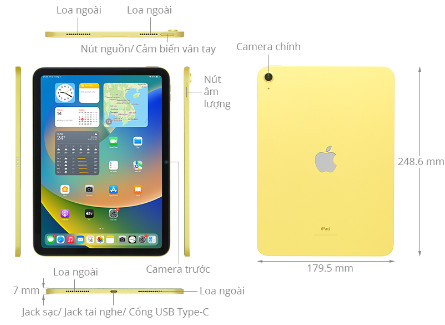 Loa ngoài
Loa ngoài
Nút nguồn/ Cảm biến vân tay
Camera chính
Nút
âm
lượng
248.6 mm
iPad
Camera trước
179.5 mm
Loa ngoài
7 mm
Loa ngoài
Jack sạc/ Jack tai nghe/ Cổng USB Type-C